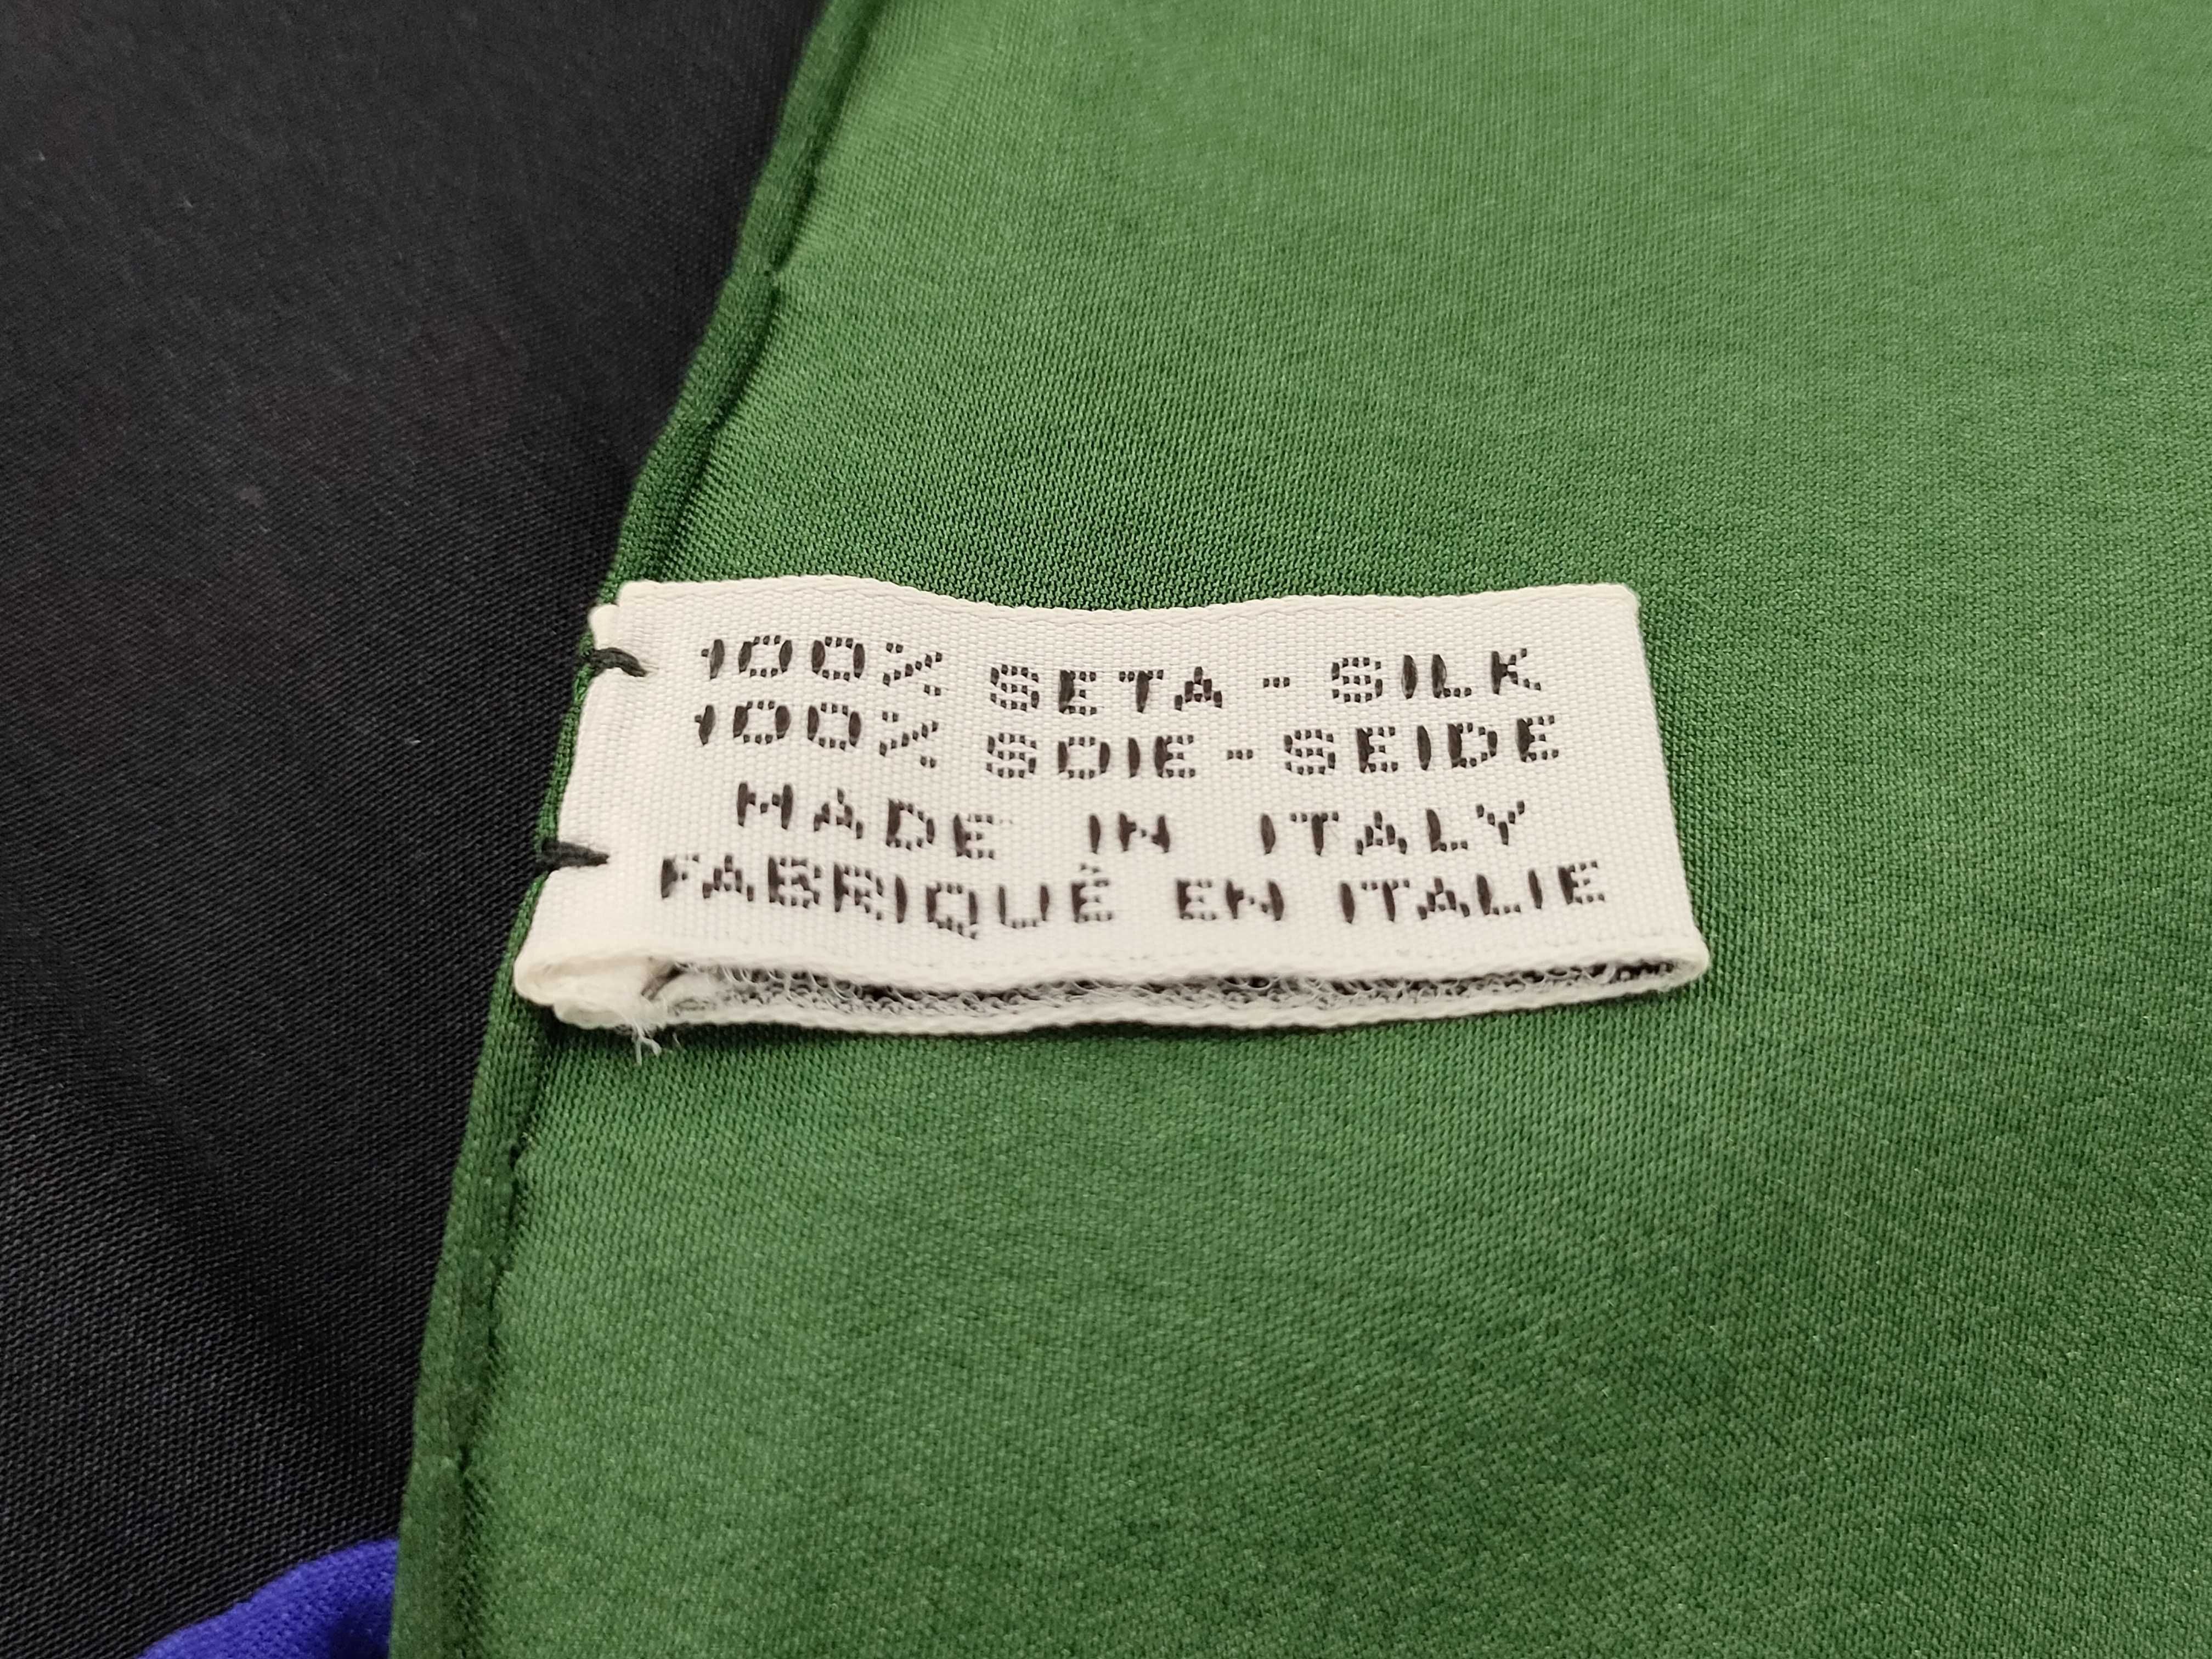 100% SETA - SILK
100% SOIE - SEIDE
MADE IN ITALY
FABRIQUÉ EN ITALIE